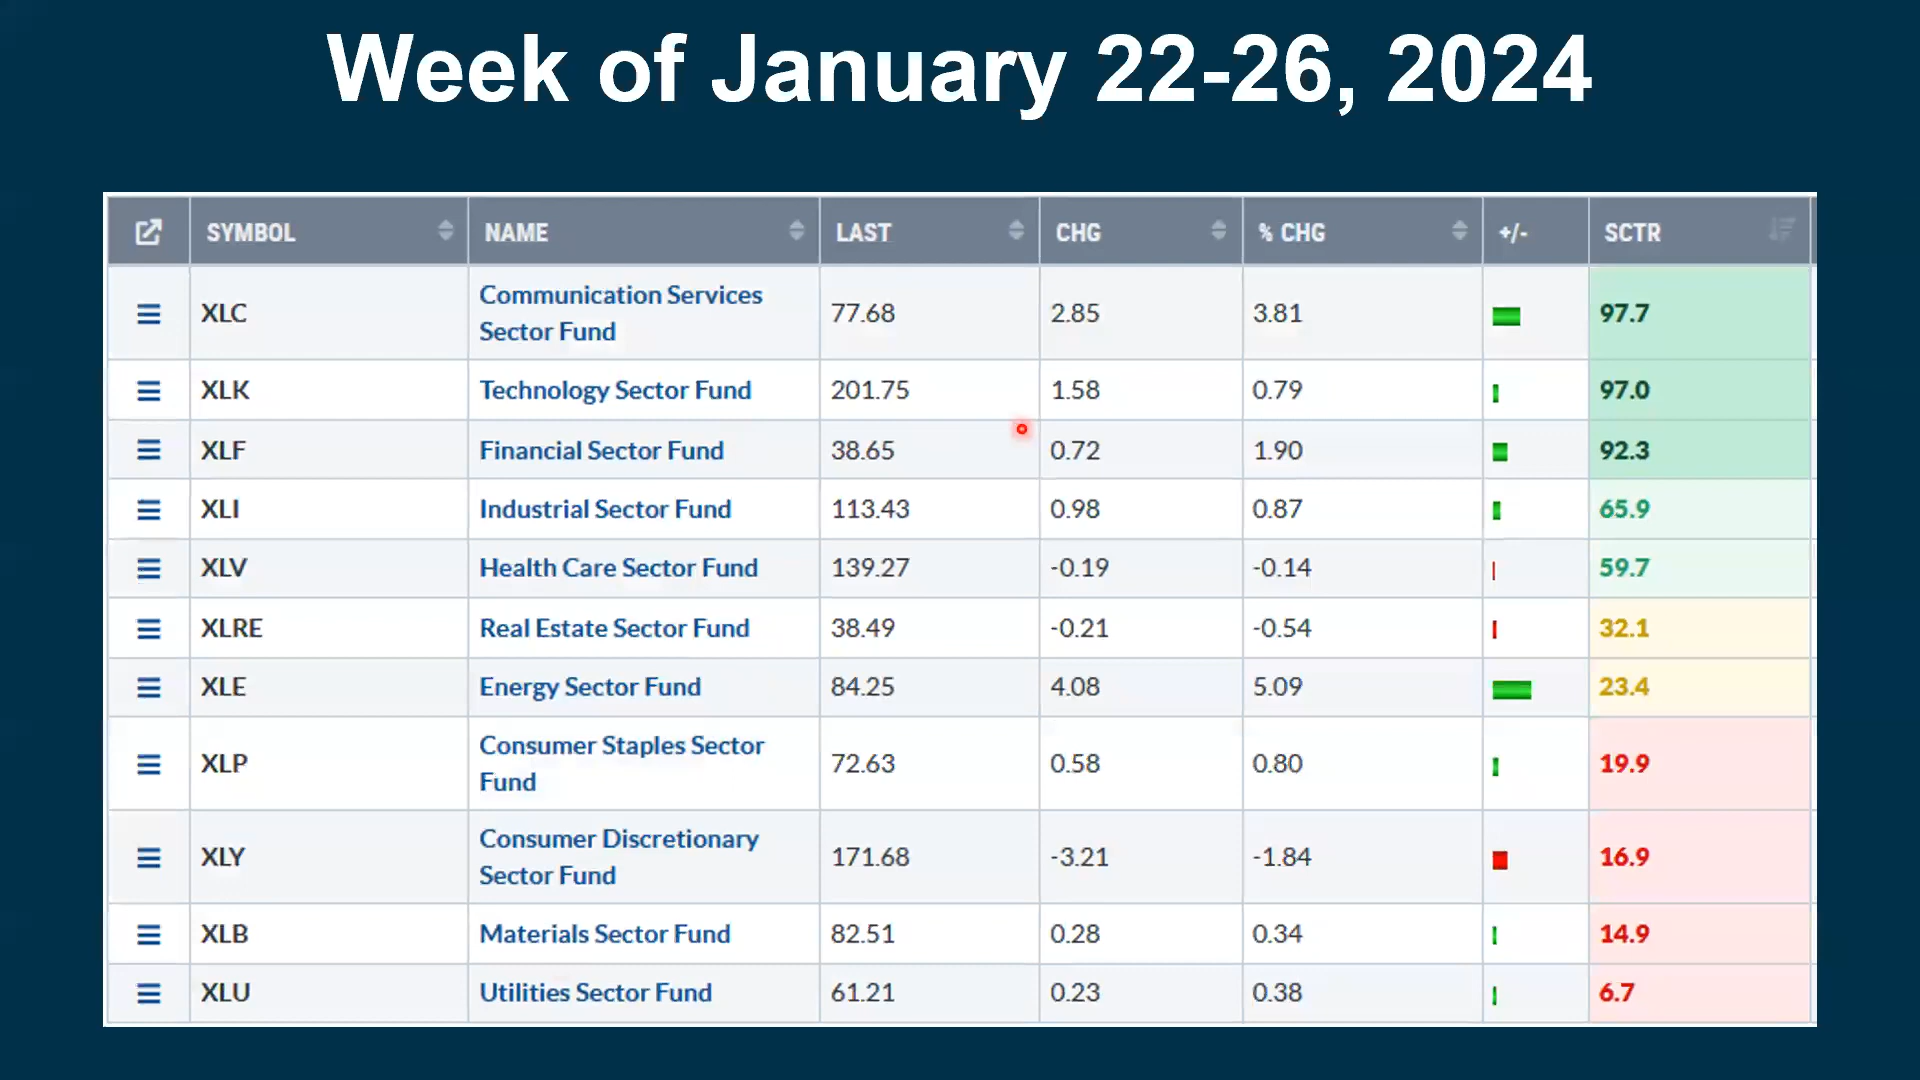 Week of January 22-26, 2024
SYMBOL NAME LAST CHG % CHG +/- SCTR
XLC Communication Services Sector Fund 77.68 2.85 3.81 97.7
XLK Technology Sector Fund 201.75 1.58 0.79 97.0
XLF Financial Sector Fund 38.65 0.72 1.90 92.3
XLI Industrial Sector Fund 113.43 0.98 0.87 65.9
XLV Health Care Sector Fund 139.27 -0.19 -0.14 59.7
XLRE Real Estate Sector Fund 38.49 -0.21 -0.54 32.1
XLE Energy Sector Fund 84.25 4.08 5.09 23.4
XLP Consumer Staples Sector Fund 72.63 0.58 0.80 19.9
XLY Consumer Discretionary Sector Fund 171.68 -3.21 -1.84 16.9
XLB Materials Sector Fund 82.51 0.28 0.34 14.9
XLU Utilities Sector Fund 61.21 0.23 0.38 6.7